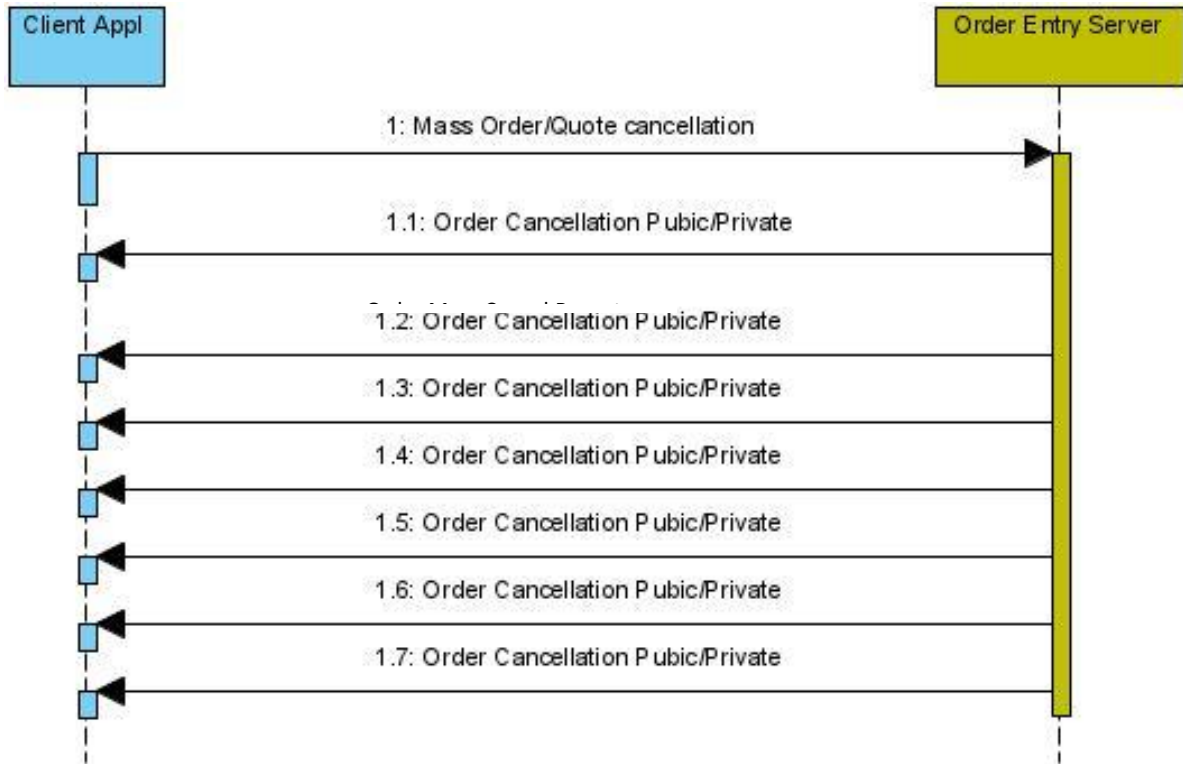 Client Appl
Order Entry Server
1: Mass Order/Quote cancellation
1.1: Order Cancellation Pubic/Private
1.2: Order Cancellation Pubic/Private
1.3: Order Cancellation Pubic/Private
1.4: Order Cancellation Pubic/Private
1.5: Order Cancellation Pubic/Private
1.6: Order Cancellation Pubic/Private
1.7: Order Cancellation Pubic/Private